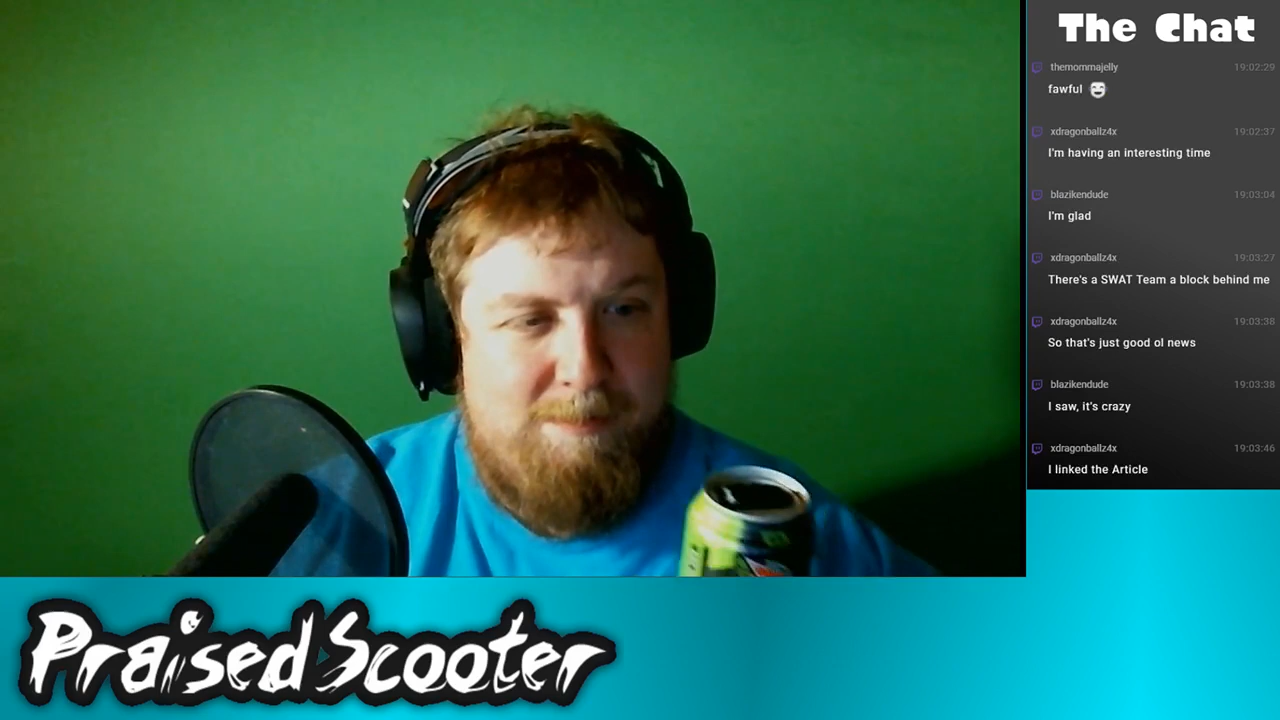 The Chat
themommajelly 19:02:29
fawful
xdragonballz4x 19:02:37
I'm having an interesting time
blazikendude 19:03:04
I'm glad
xdragonballz4x 19:03:27
There's a SWAT Team a block behind me
xdragonballz4x 19:03:38
So that's just good ol news
blazikendude 19:03:38
I saw, it's crazy
xdragonballz4x 19:03:46
I linked the Article
PraisedScooter